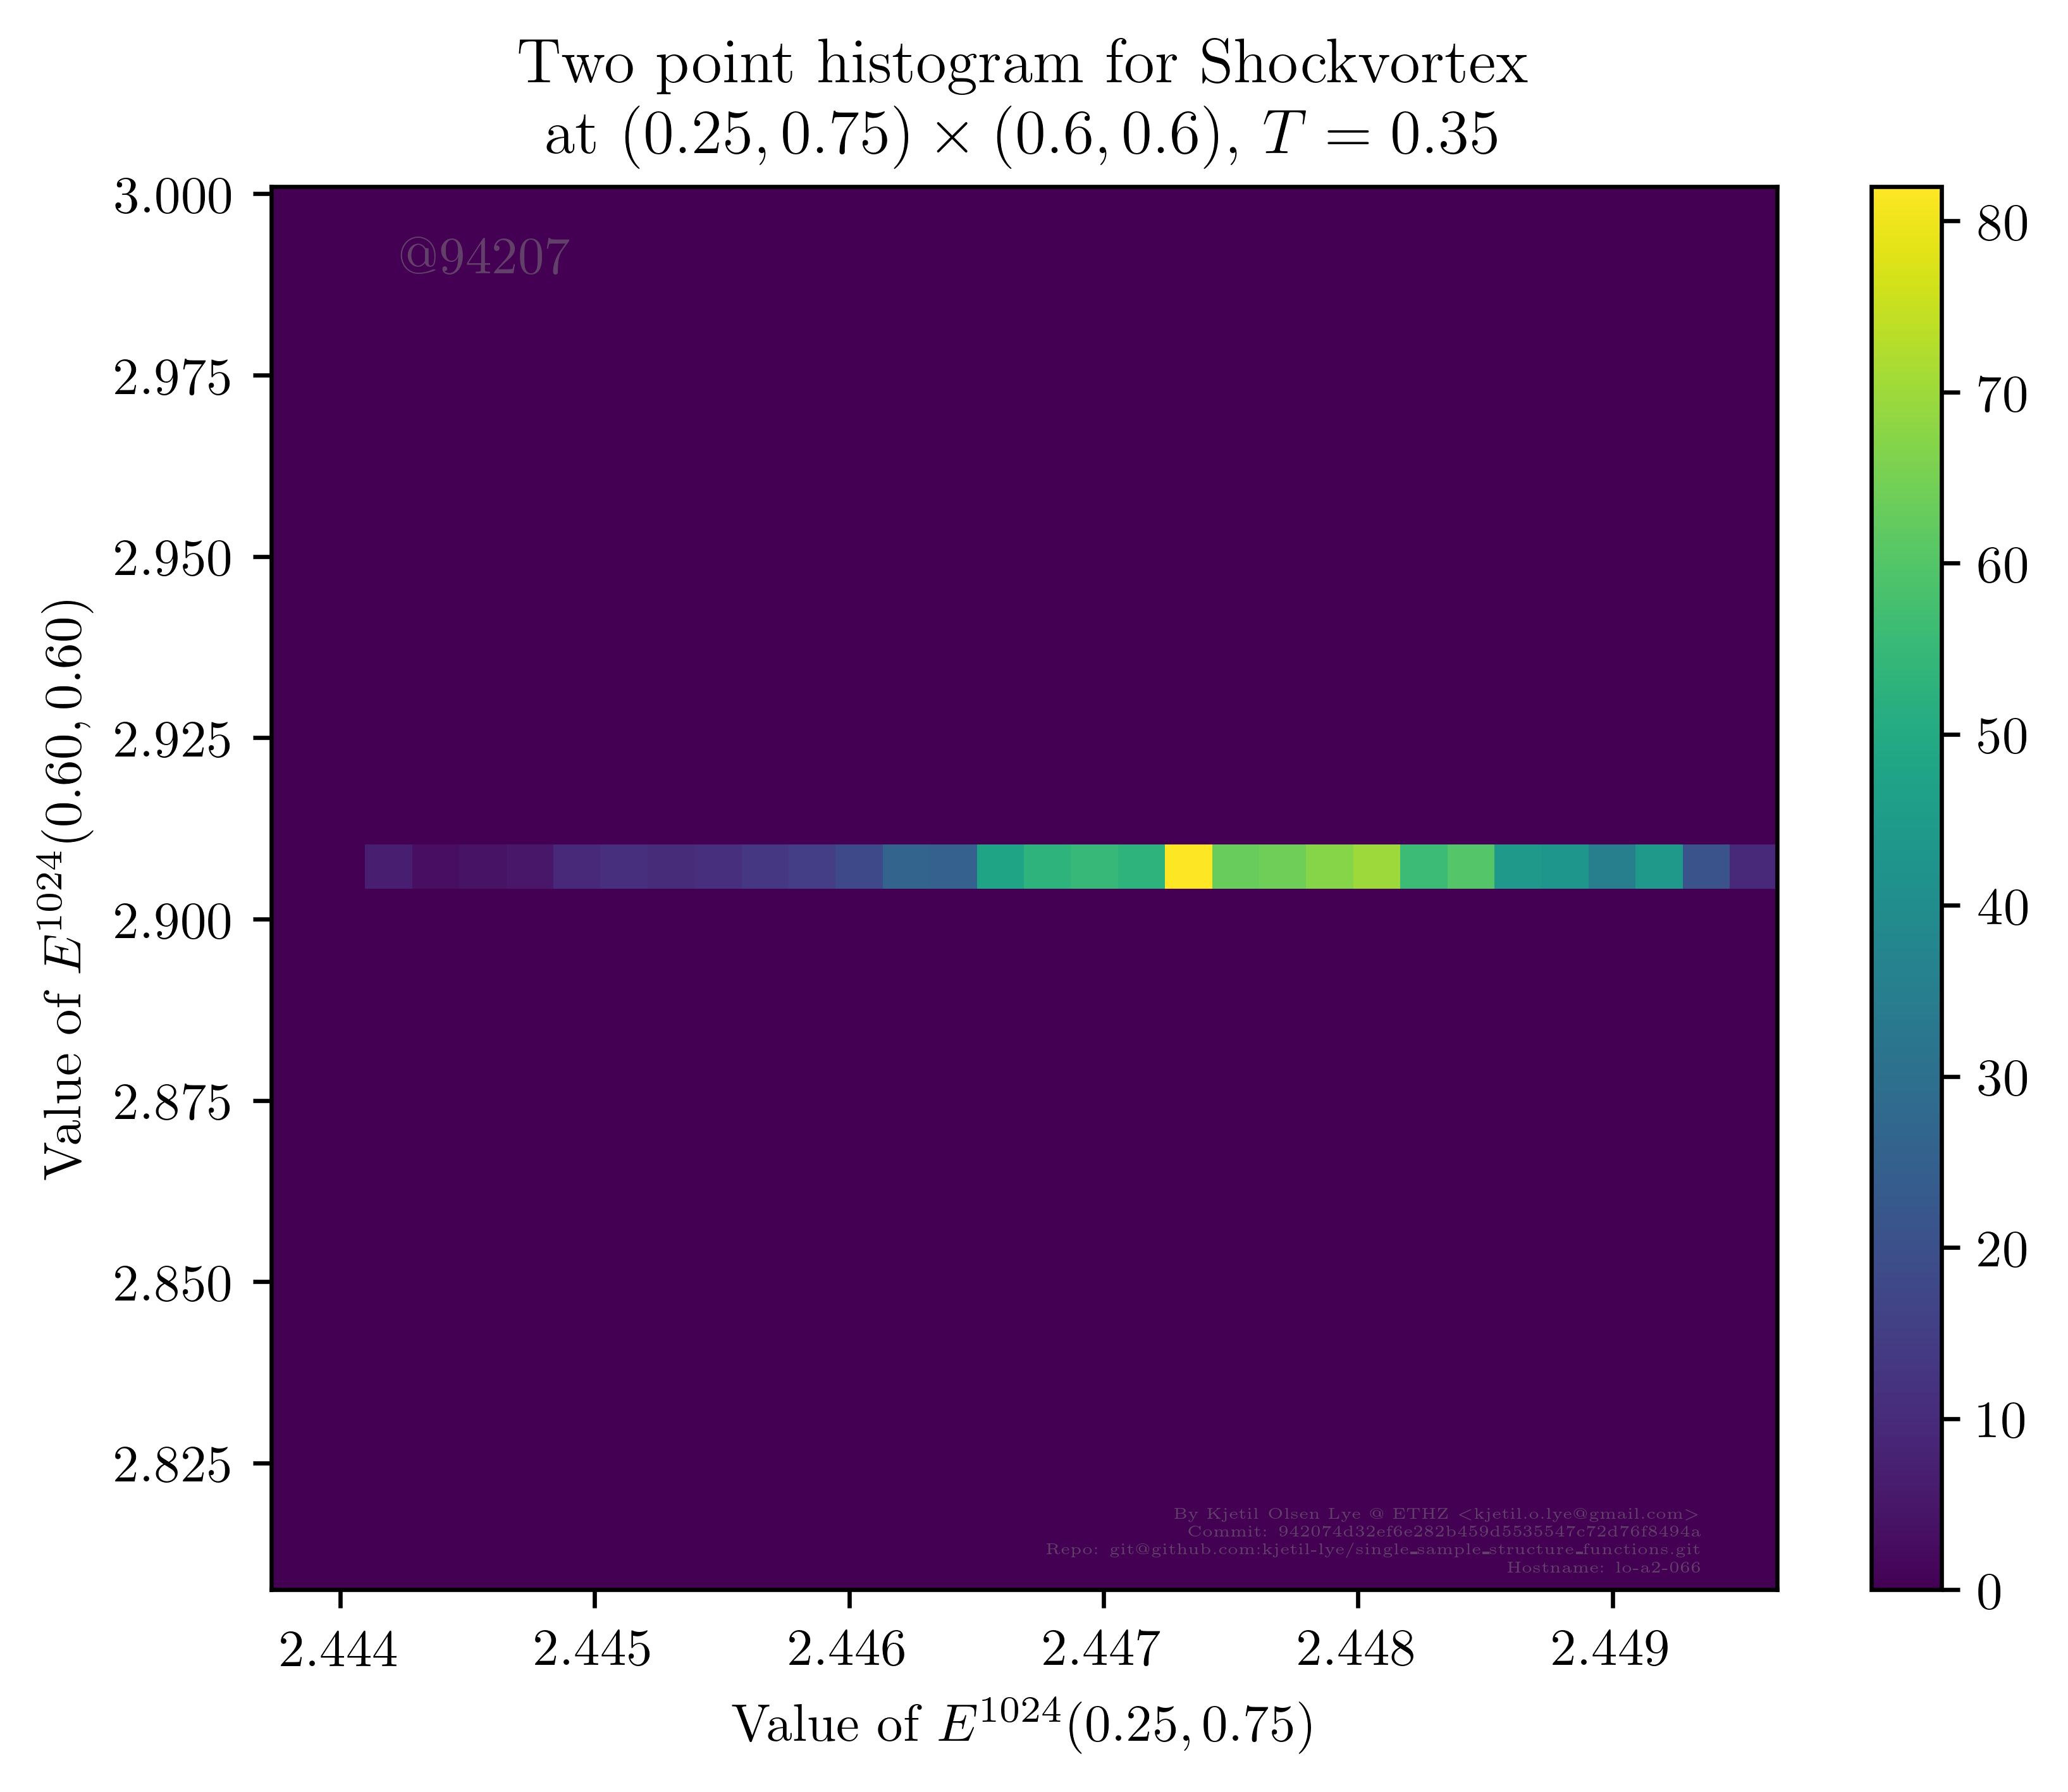 Two point histogram for Shockvortex
at (0.25, 0.75) × (0.6, 0.6), T = 0.35
3.000
2.975
2.950
2.925
2.900
2.875
2.850
2.825
Value of E^1024(0.60, 0.60)
@94207
By Kjetil Olsen Lye @ ETHZ <kjetil.o.lye@gmail.com>
Commit: 942074d32ef6e282b459d5535547c72d76f8494a
Repo: git@github.com:kjetil-lye/single_sample_structure_functions.git
Hostname: lo-a2-066
2.444 2.445 2.446 2.447 2.448 2.449
Value of E^1024(0.25, 0.75)
80
70
60
50
40
30
20
10
0